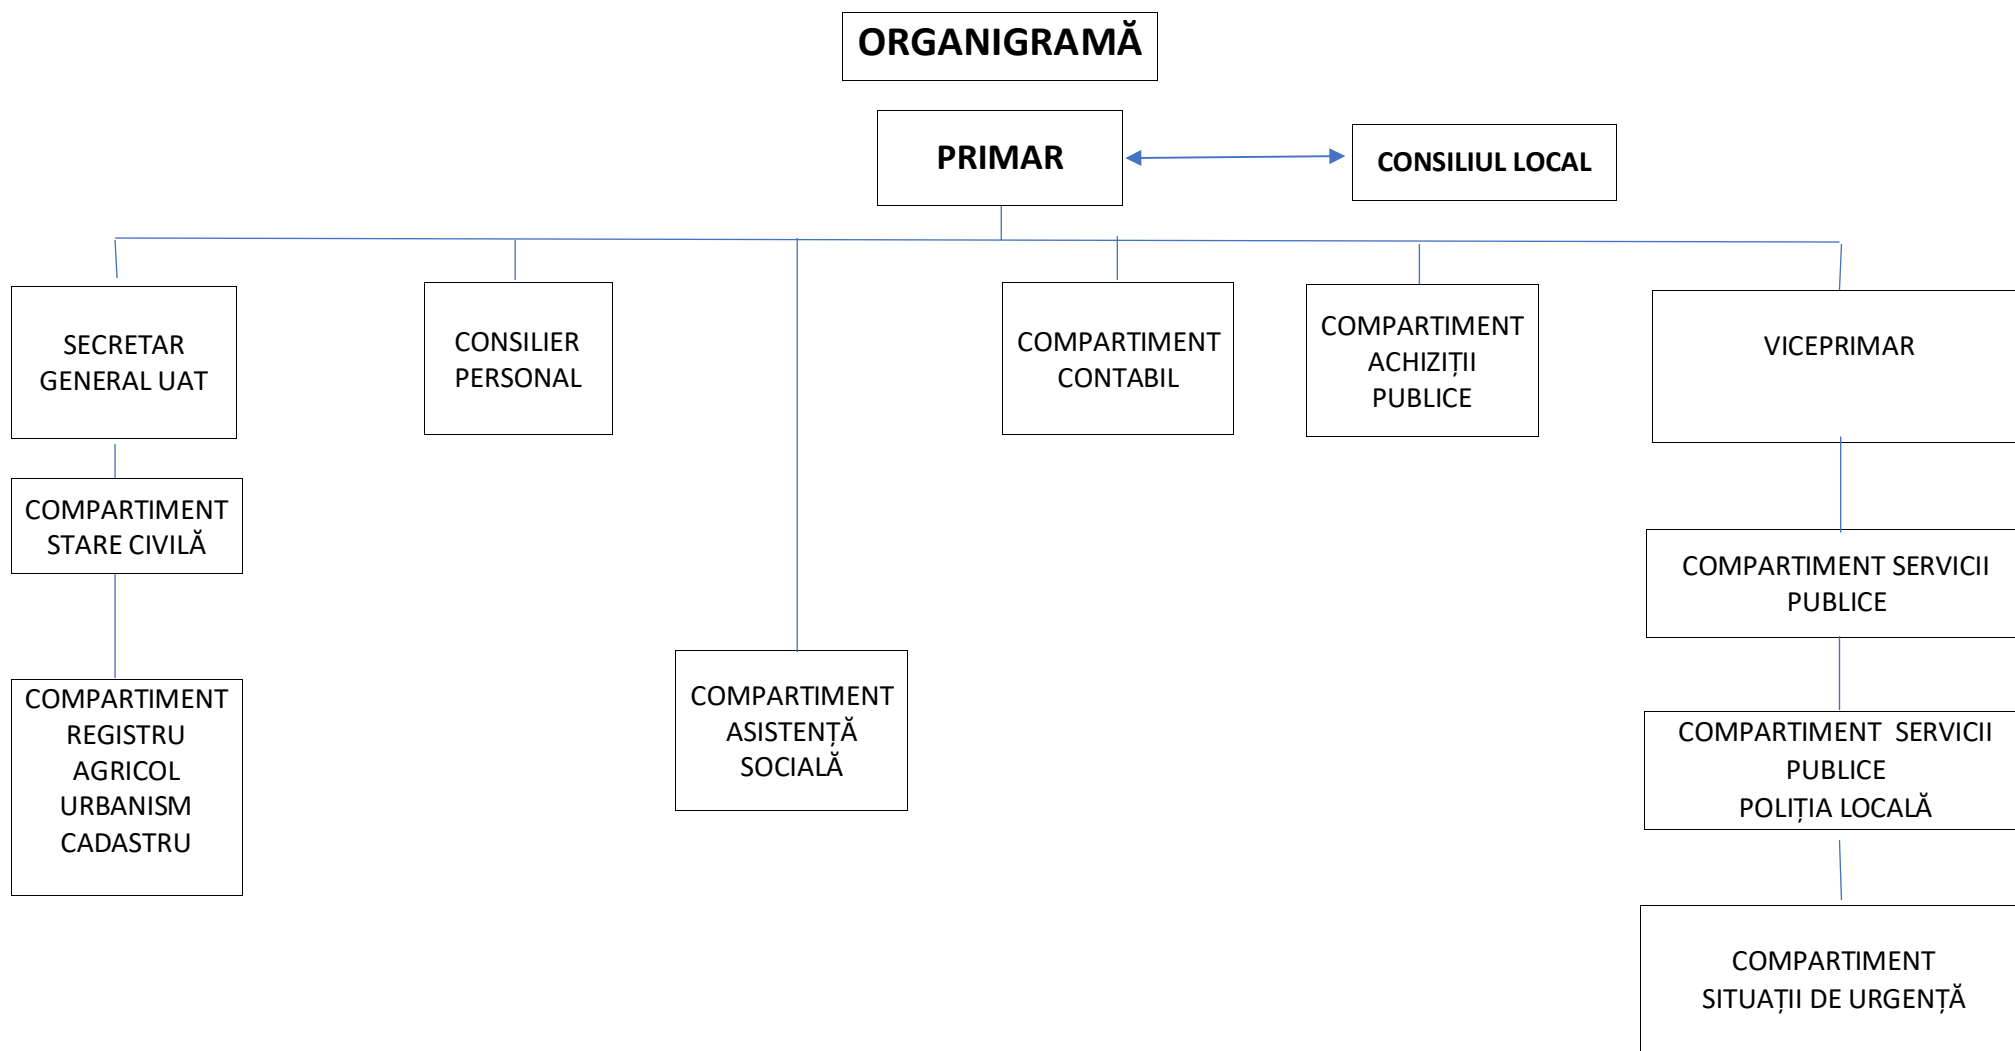 ORGANIGRAMĂ
PRIMAR
CONSILIUL LOCAL
SECRETAR
GENERAL UAT
CONSILIER
PERSONAL
COMPARTIMENT
CONTABIL
COMPARTIMENT
ACHIZIȚII
PUBLICE
VICEPRIMAR
COMPARTIMENT
STARE CIVILĂ
COMPARTIMENT SERVICII
PUBLICE
COMPARTIMENT
REGISTRU
AGRICOL
URBANISM
CADASTRU
COMPARTIMENT
ASISTENȚĂ
SOCIALĂ
COMPARTIMENT  SERVICII
PUBLICE
POLIȚIA LOCALĂ
COMPARTIMENT
SITUAȚII DE URGENȚĂ